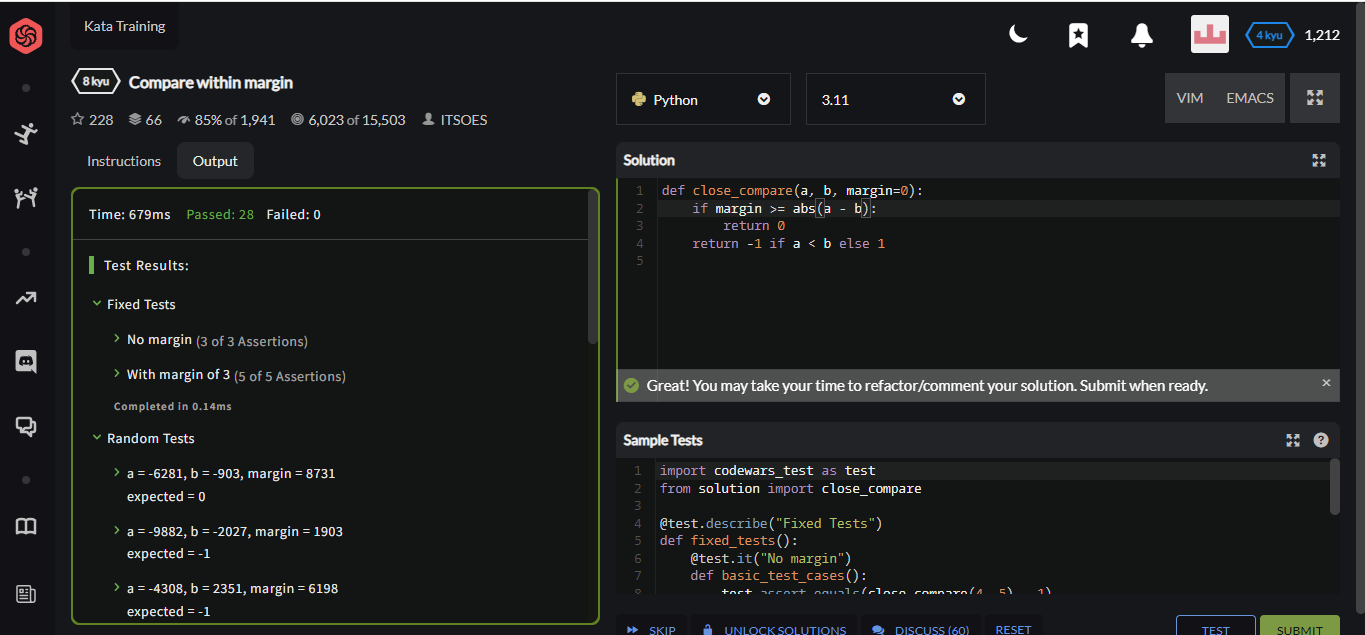 Kata Training
4 kyu 1,212
8 kyu Compare within margin
228 66 85% of 1,941 6,023 of 15,503 ITSOES
Instructions Output
Time: 679ms Passed: 28 Failed: 0
Test Results:
Fixed Tests
No margin (3 of 3 Assertions)
With margin of 3 (5 of 5 Assertions)
Completed in 0.14ms
Random Tests
a = -6281, b = -903, margin = 8731
expected = 0
a = -9882, b = -2027, margin = 1903
expected = -1
a = -4308, b = 2351, margin = 6198
expected = -1
Python 3.11 VIM EMACS
Solution
1 def close_compare(a, b, margin=0):
2 if margin >= abs(a - b):
3 return 0
4 return -1 if a < b else 1
5
Great! You may take your time to refactor/comment your solution. Submit when ready. ×
Sample Tests ?
1 import codewars_test as test
2 from solution import close_compare
3
4 @test.describe("Fixed Tests")
5 def fixed_tests():
6 @test.it("No margin")
7 def basic_test_cases():
8 test.assert_equals(close_compare(4, 5), -1)
SKIP UNLOCK SOLUTIONS DISCUSS (60) RESET TEST SUBMIT